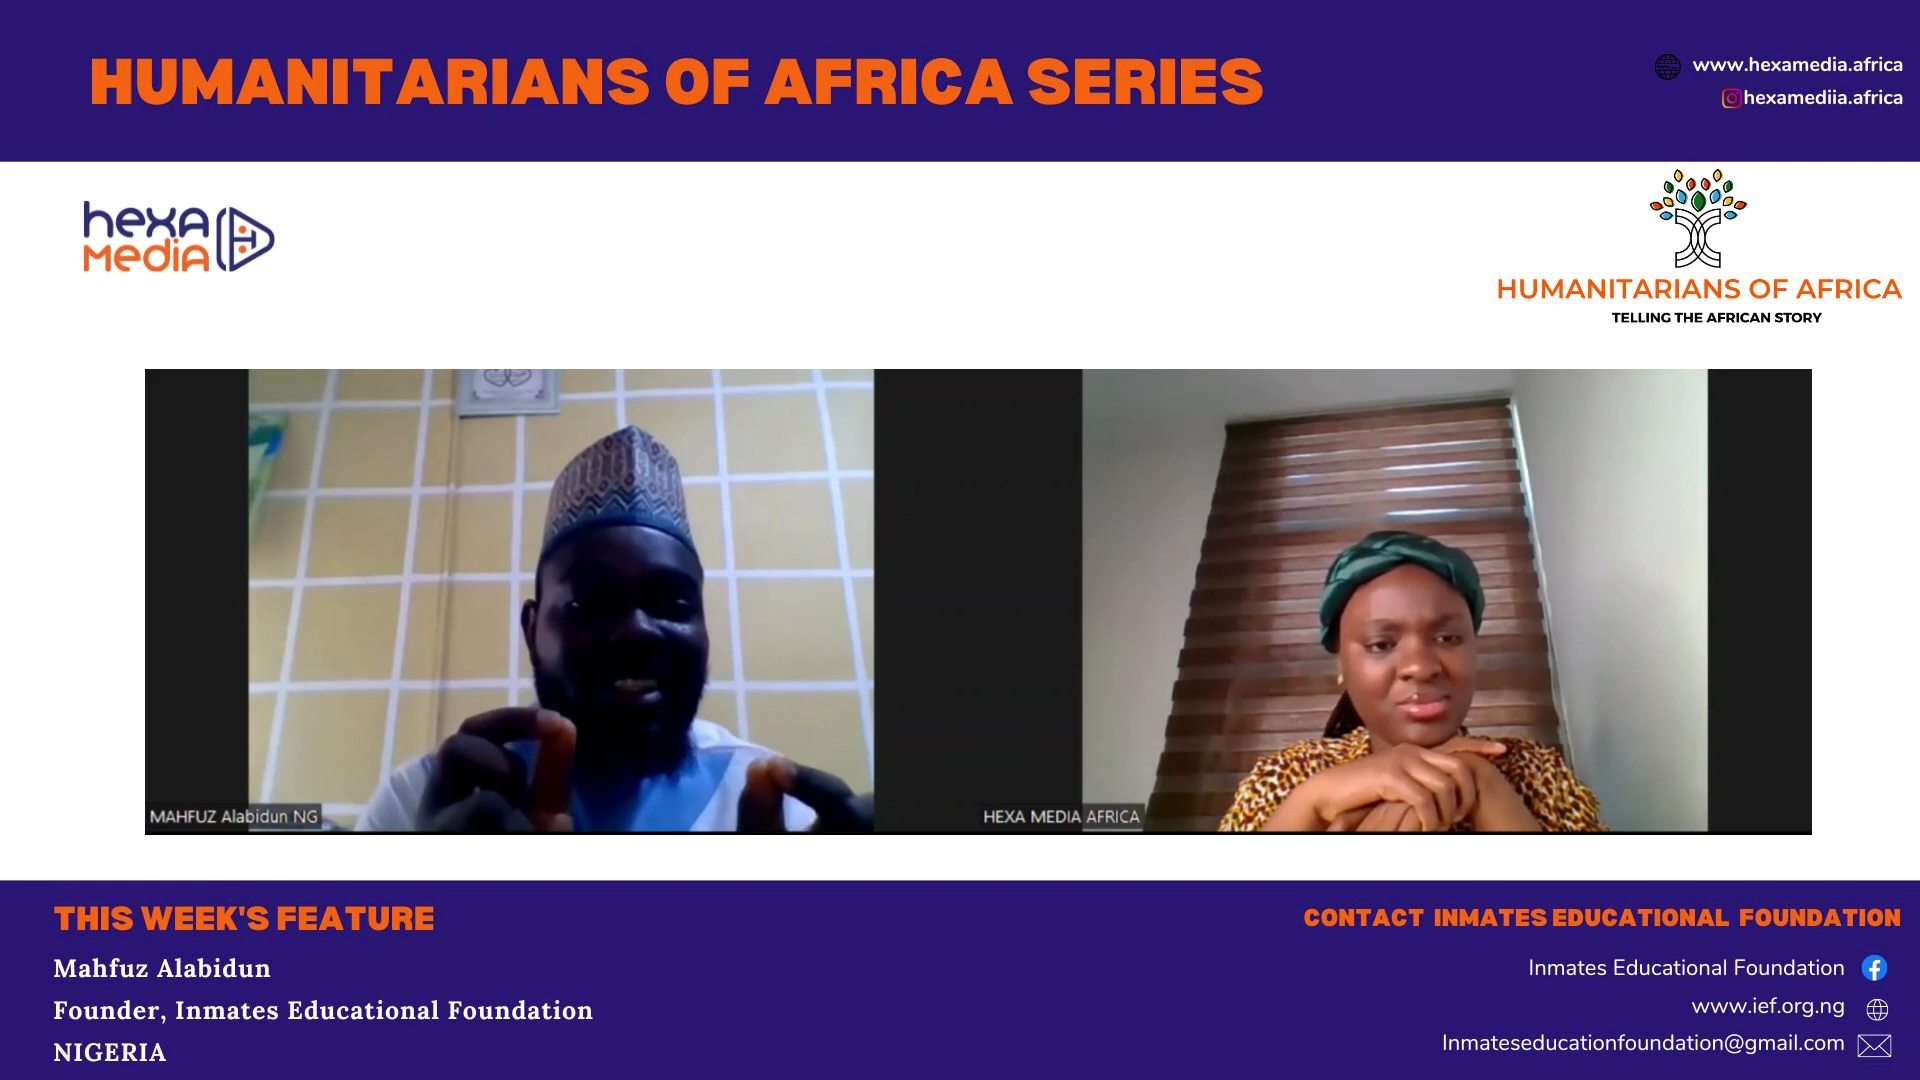 HUMANITARIANS OF AFRICA SERIES
www.hexamedia.africa
hexamediia.africa
hexa
media
HUMANITARIANS OF AFRICA
TELLING THE AFRICAN STORY
MAHFUZ Alabidun NG
HEXA MEDIA AFRICA
THIS WEEK'S FEATURE
Mahfuz Alabidun
Founder, Inmates Educational Foundation
NIGERIA
CONTACT INMATES EDUCATIONAL FOUNDATION
Inmates Educational Foundation
www.ief.org.ng
Inmateseducationfoundation@gmail.com